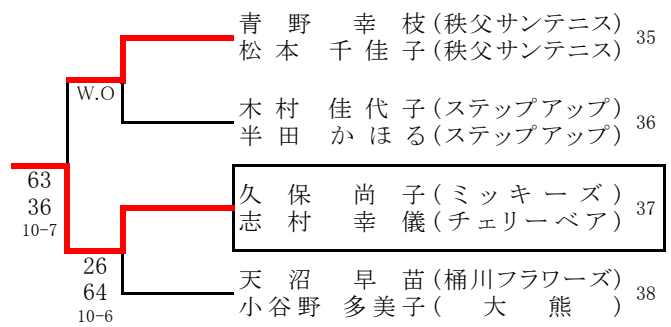 青野 幸枝(秩父サンテニス) 35
松本 千佳子(秩父サンテニス)
W.O
木村 佳代子(ステップアップ) 36
半田 かほる(ステップアップ)
63
36
10-7
久保 尚子(ミッキーズ) 37
志村 幸儀(チェリーベア)
26
64
10-6
天沼 早苗(桶川フラワーズ) 38
小谷野 多美子(大熊)